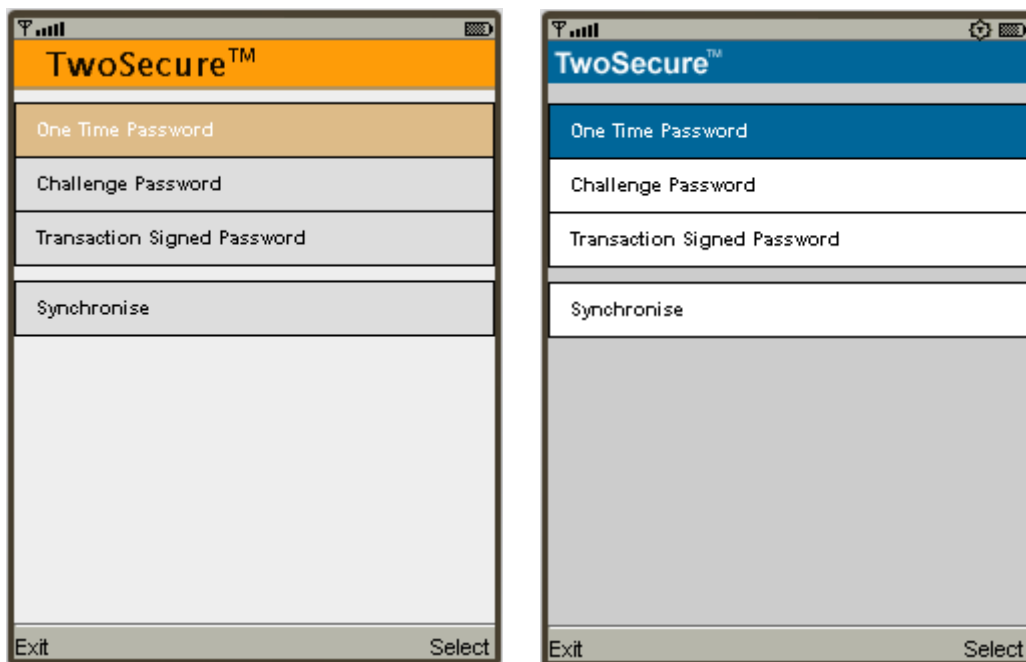 TwoSecure™
One Time Password
Challenge Password
Transaction Signed Password
Synchronise
Exit Select
TwoSecure™
One Time Password
Challenge Password
Transaction Signed Password
Synchronise
Exit Select